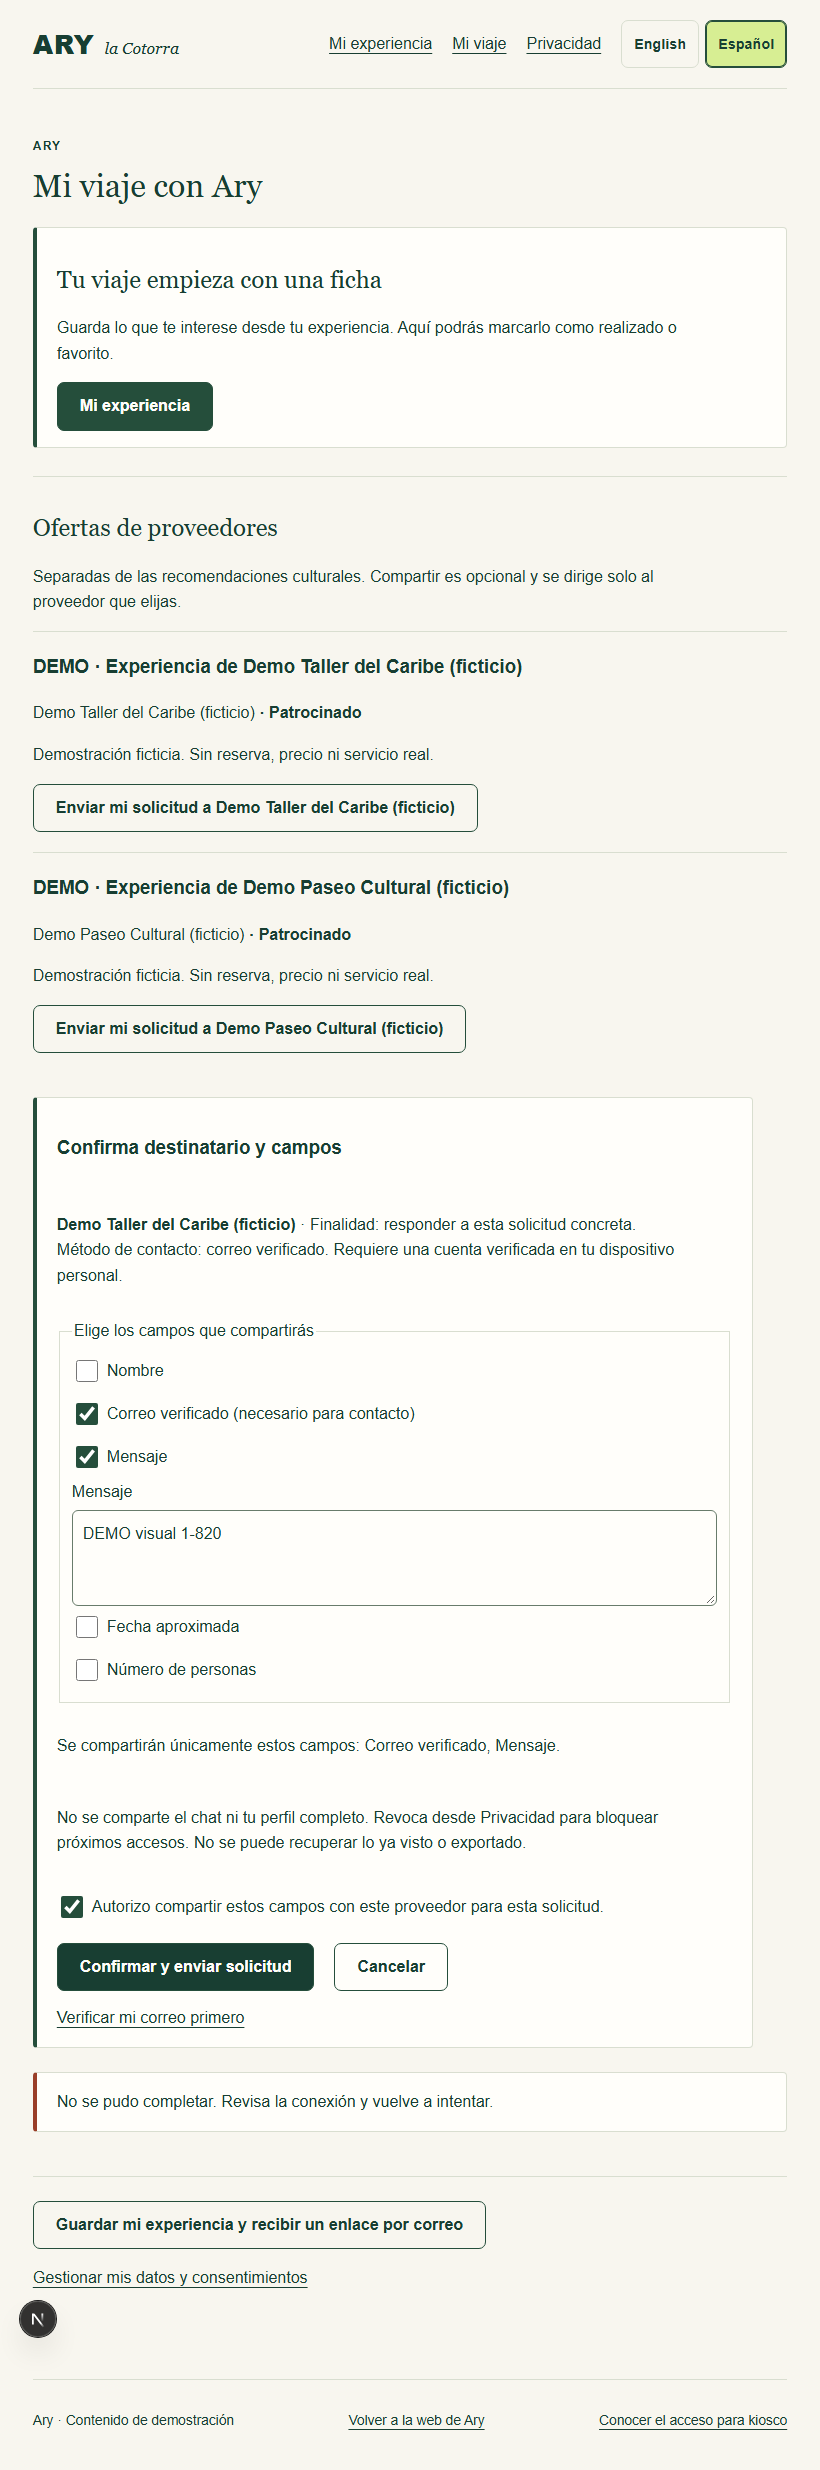 ARY la Cotorra
Mi experiencia
Mi viaje
Privacidad
English
Español
ARY
Mi viaje con Ary
Tu viaje empieza con una ficha
Guarda lo que te interese desde tu experiencia. Aquí podrás marcarlo como realizado o
favorito.
Mi experiencia
Ofertas de proveedores
Separadas de las recomendaciones culturales. Compartir es opcional y se dirige solo al
proveedor que elijas.
DEMO · Experiencia de Demo Taller del Caribe (ficticio)
Demo Taller del Caribe (ficticio) · Patrocinado
Demostración ficticia. Sin reserva, precio ni servicio real.
Enviar mi solicitud a Demo Taller del Caribe (ficticio)
DEMO · Experiencia de Demo Paseo Cultural (ficticio)
Demo Paseo Cultural (ficticio) · Patrocinado
Demostración ficticia. Sin reserva, precio ni servicio real.
Enviar mi solicitud a Demo Paseo Cultural (ficticio)
Confirma destinatario y campos
Demo Taller del Caribe (ficticio) · Finalidad: responder a esta solicitud concreta.
Método de contacto: correo verificado. Requiere una cuenta verificada en tu dispositivo
personal.
Elige los campos que compartirás
Nombre
Correo verificado (necesario para contacto)
Mensaje
Mensaje
DEMO visual 1-820
Fecha aproximada
Número de personas
Se compartirán únicamente estos campos: Correo verificado, Mensaje.
No se comparte el chat ni tu perfil completo. Revoca desde Privacidad para bloquear
próximos accesos. No se puede recuperar lo ya visto o exportado.
Autorizo compartir estos campos con este proveedor para esta solicitud.
Confirmar y enviar solicitud
Cancelar
Verificar mi correo primero
No se pudo completar. Revisa la conexión y vuelve a intentar.
Guardar mi experiencia y recibir un enlace por correo
Gestionar mis datos y consentimientos
N
Ary · Contenido de demostración
Volver a la web de Ary
Conocer el acceso para kiosco